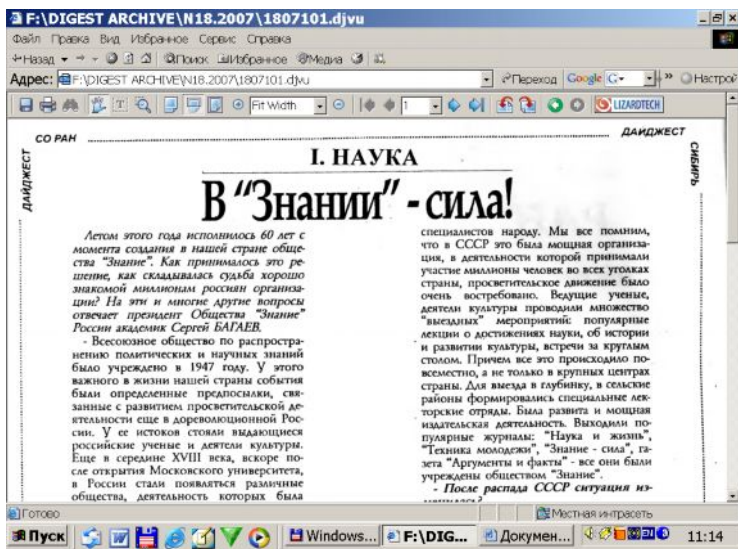 F:\DIGEST ARCHIVE\N18.2007\1807101.djvu
Файл Правка Вид Избранное Сервис Справка
Назад Поиск Избранное Медиа
Адрес: F:\DIGEST ARCHIVE\N18.2007\1807101.djvu Переход Google G Настрой
Fit Width 1 LIZARDTECH
СО РАН ДАЙДЖЕСТ
ДАЙДЖЕСТ
СИБИРЬ
I. НАУКА
В "Знании" - сила!
Летом этого года исполнилось 60 лет с
момента создания в нашей стране обще-
ства "Знание". Как принималось это ре-
шение, как складывалась судьба хорошо
знакомой миллионам россиян организа-
ции? На эти и многие другие вопросы
отвечает президент Общества "Знание"
России академик Сергей БАГАЕВ.
- Всесоюзное общество по распростра-
нению политических и научных знаний
было учреждено в 1947 году. У этого
важного в жизни нашей страны события
были определенные предпосылки, свя-
занные с развитием просветительской де-
ятельности еще в дореволюционной Рос-
сии. У ее истоков стояли выдающиеся
российские ученые и деятели культуры.
Еще в середине XVIII века, вскоре по-
сле открытия Московского университета,
в России стали появляться различные
общества, деятельность которых была
специалистов народу. Мы все помним,
что в СССР это была мощная организа-
ция, в деятельности которой принимали
участие миллионы человек во всех уголках
страны, просветительское движение было
очень востребовано. Ведущие ученые,
деятели культуры проводили множество
"выездных" мероприятий: популярные
лекции о достижениях науки, об истории
и развитии культуры, встречи за круглым
столом. Причем все это происходило по-
всеместно, а не только в крупных центрах
страны. Для выезда в глубинку, в сельские
районы формировались специальные лек-
торские отряды. Была развита и мощная
издательская деятельность. Выходили по-
пулярные журналы: "Наука и жизнь",
"Техника молодежи", "Знание - сила", га-
зета "Аргументы и факты" - все они были
учреждены обществом "Знание".
- После распада СССР ситуация из-
Готово Местная интрасеть
Пуск Windows... F:\DIG... Докумен... EN 11:14